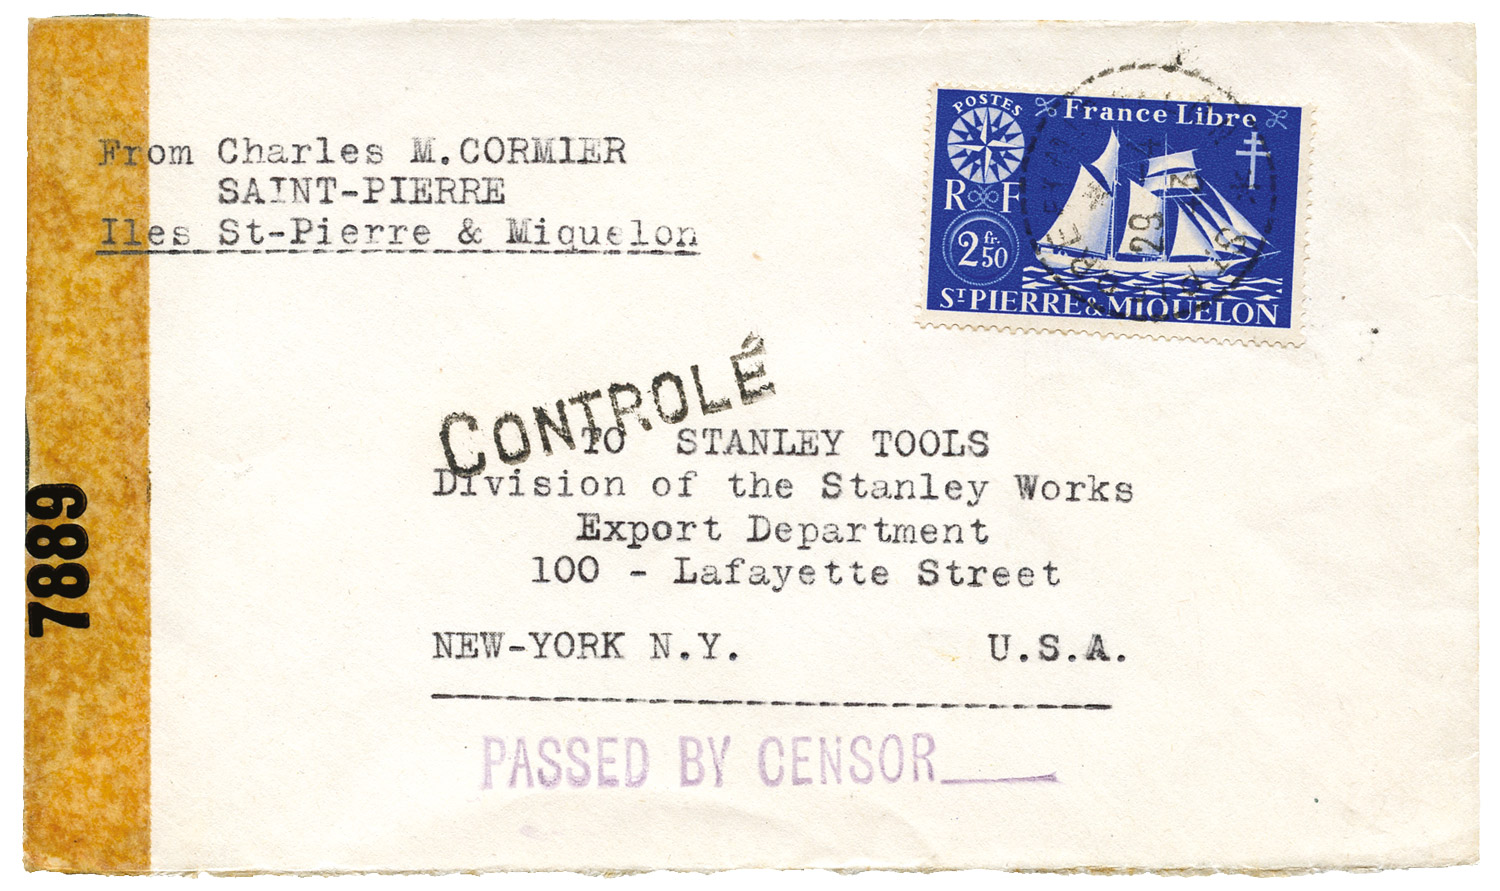 From Charles M.CORMIER
SAINT-PIERRE
Iles St-Pierre & Miquelon
POSTES
France Libre
RF
2 fr. 50
ST PIERRE & MIQUELON
29
CONTROLÉ
TO STANLEY TOOLS
Division of the Stanley Works
Export Department
100 - Lafayette Street
NEW-YORK N.Y. U.S.A.
PASSED BY CENSOR
7889